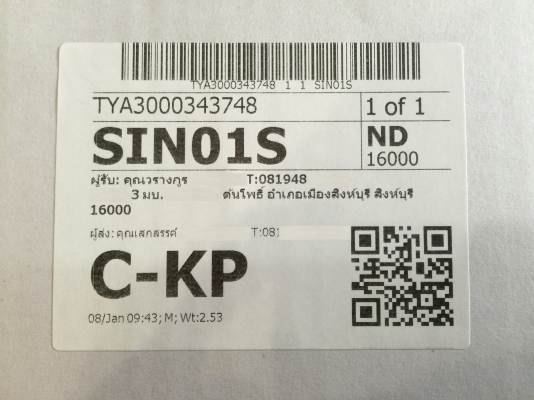 TYA3000343748 1 1 SIN01S
TYA3000343748 1 of 1
SIN01S ND
16000
ผู้รับ: คุณวรางกูร T:081948
3 มบ. ต้นโพธิ์ อำเภอเมืองสิงห์บุรี สิงห์บุรี
16000
ผู้ส่ง: คุณเสกสรรค์ T:081
C-KP
08/Jan 09:43; M; Wt:2.53